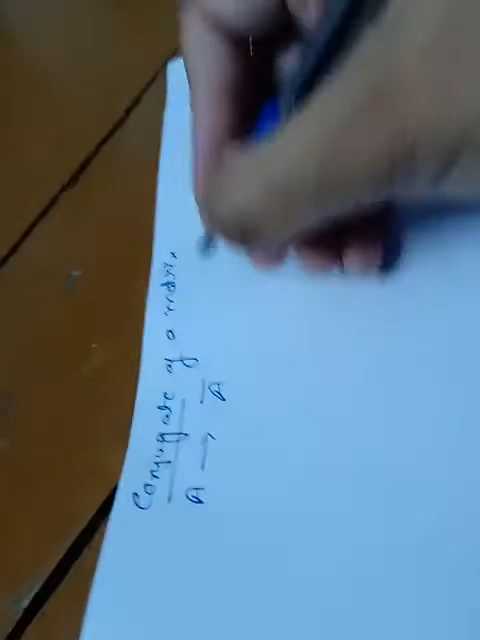 Conjugate of a matrix
A → Ā